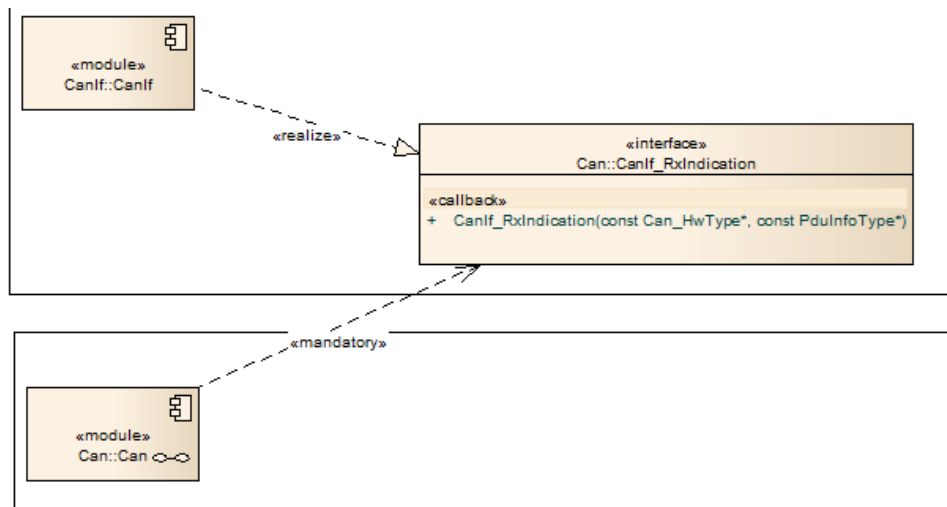 «module»
CanIf::CanIf
«realize»
«interface»
Can::CanIf_RxIndication
«callback»
+ CanIf_RxIndication(const Can_HwType*, const PduInfoType*)
«mandatory»
«module»
Can::Can